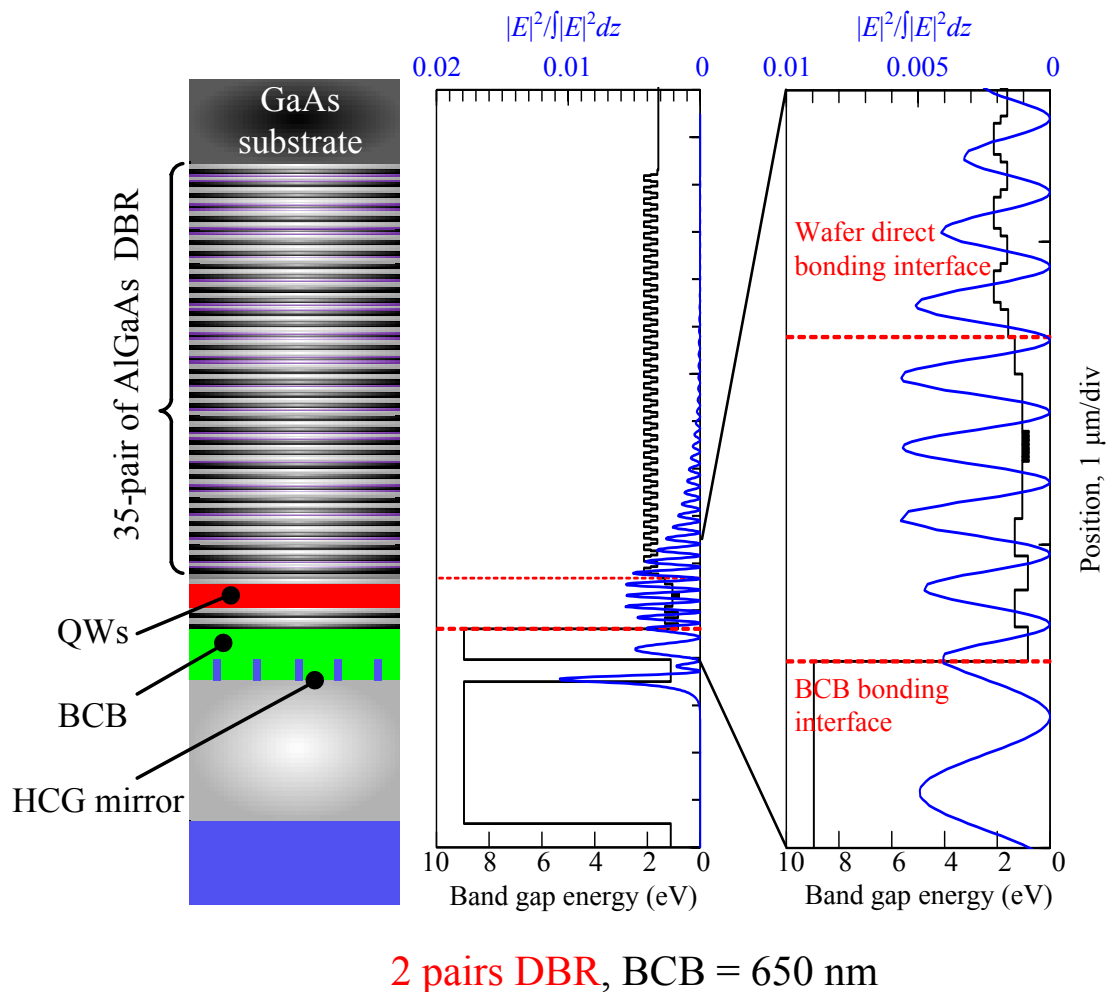 |E|²/∫|E|²dz
|E|²/∫|E|²dz
0.02 0.01 0
0.01 0.005 0
GaAs
substrate
35-pair of AlGaAs DBR
Wafer direct
bonding interface
Position, 1 µm/div
QWs
BCB
HCG mirror
BCB bonding
interface
10 8 6 4 2 0
10 8 6 4 2 0
Band gap energy (eV)
Band gap energy (eV)
2 pairs DBR, BCB = 650 nm